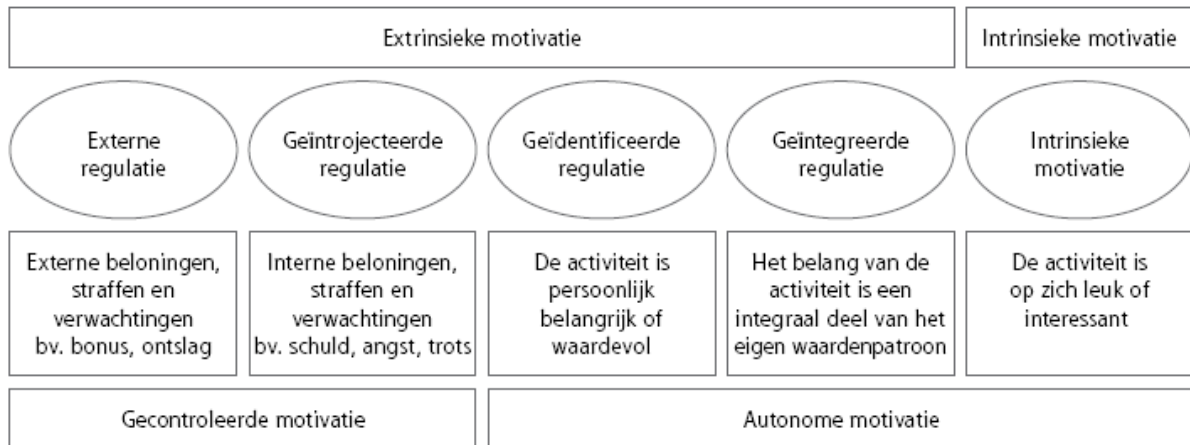 Extrinsieke motivatie
Intrinsieke motivatie
Externe
regulatie
Geïntrojecteerde
regulatie
Geïdentificeerde
regulatie
Geïntegreerde
regulatie
Intrinsieke
motivatie
Externe beloningen,
straffen en
verwachtingen
bv. bonus, ontslag
Interne beloningen,
straffen en
verwachtingen
bv. schuld, angst, trots
De activiteit is
persoonlijk
belangrijk of
waardevol
Het belang van de
activiteit is een
integraal deel van het
eigen waardenpatroon
De activiteit is
op zich leuk of
interessant
Gecontroleerde motivatie
Autonome motivatie